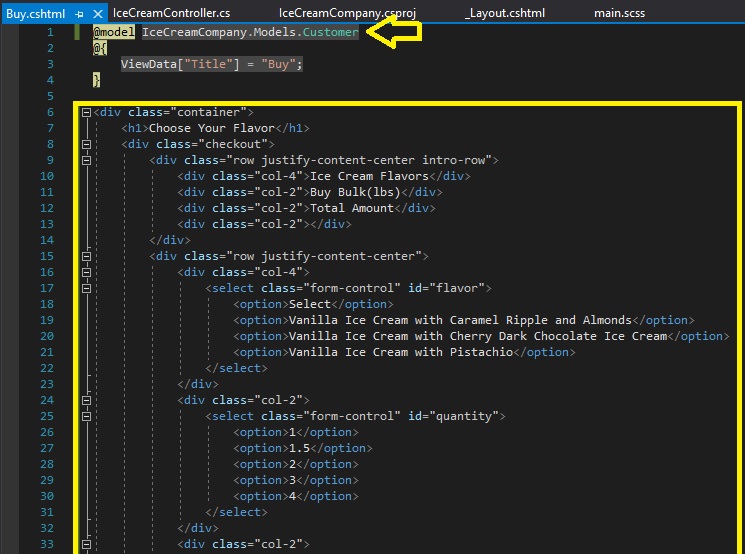 Buy.cshtml IceCreamController.cs IceCreamCompany.csproj _Layout.cshtml main.scss
1 @model IceCreamCompany.Models.Customer
2 @{
3 ViewData["Title"] = "Buy";
4 }
5
6 <div class="container">
7 <h1>Choose Your Flavor</h1>
8 <div class="checkout">
9 <div class="row justify-content-center intro-row">
10 <div class="col-4">Ice Cream Flavors</div>
11 <div class="col-2">Buy Bulk(lbs)</div>
12 <div class="col-2">Total Amount</div>
13 <div class="col-2"></div>
14 </div>
15 <div class="row justify-content-center">
16 <div class="col-4">
17 <select class="form-control" id="flavor">
18 <option>Select</option>
19 <option>Vanilla Ice Cream with Caramel Ripple and Almonds</option>
20 <option>Vanilla Ice Cream with Cherry Dark Chocolate Ice Cream</option>
21 <option>Vanilla Ice Cream with Pistachio</option>
22 </select>
23 </div>
24 <div class="col-2">
25 <select class="form-control" id="quantity">
26 <option>1</option>
27 <option>1.5</option>
28 <option>2</option>
29 <option>3</option>
30 <option>4</option>
31 </select>
32 </div>
33 <div class="col-2">